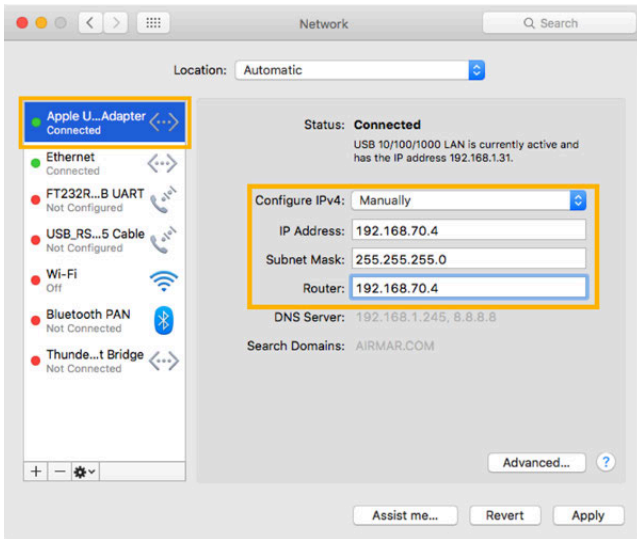 Network
Search
Location: Automatic
Apple U...Adapter
Connected
Ethernet
Connected
FT232R...B UART
Not Configured
USB_RS...5 Cable
Not Configured
Wi-Fi
Off
Bluetooth PAN
Not Connected
Thunde...t Bridge
Not Connected
Status: Connected
USB 10/100/1000 LAN is currently active and
has the IP address 192.168.1.31.
Configure IPv4: Manually
IP Address: 192.168.70.4
Subnet Mask: 255.255.255.0
Router: 192.168.70.4
DNS Server: 192.168.1.245, 8.8.8.8
Search Domains: AIRMAR.COM
Advanced...
?
Assist me...
Revert
Apply